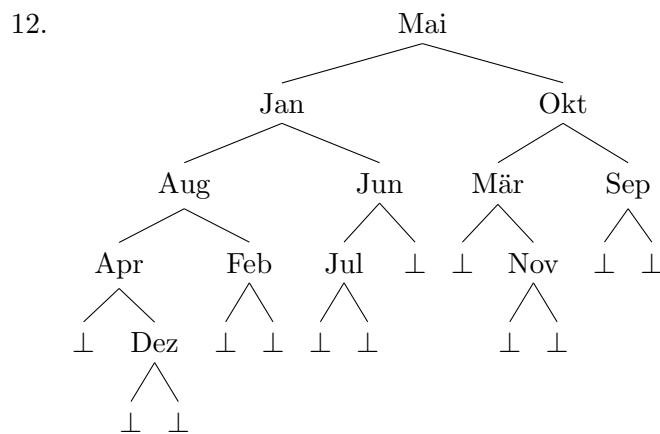 12.
Mai
Jan Okt
Aug Jun Mär Sep
Apr Feb Jul ⊥ ⊥ Nov ⊥ ⊥
⊥ Dez ⊥ ⊥ ⊥ ⊥ ⊥ ⊥
⊥ ⊥